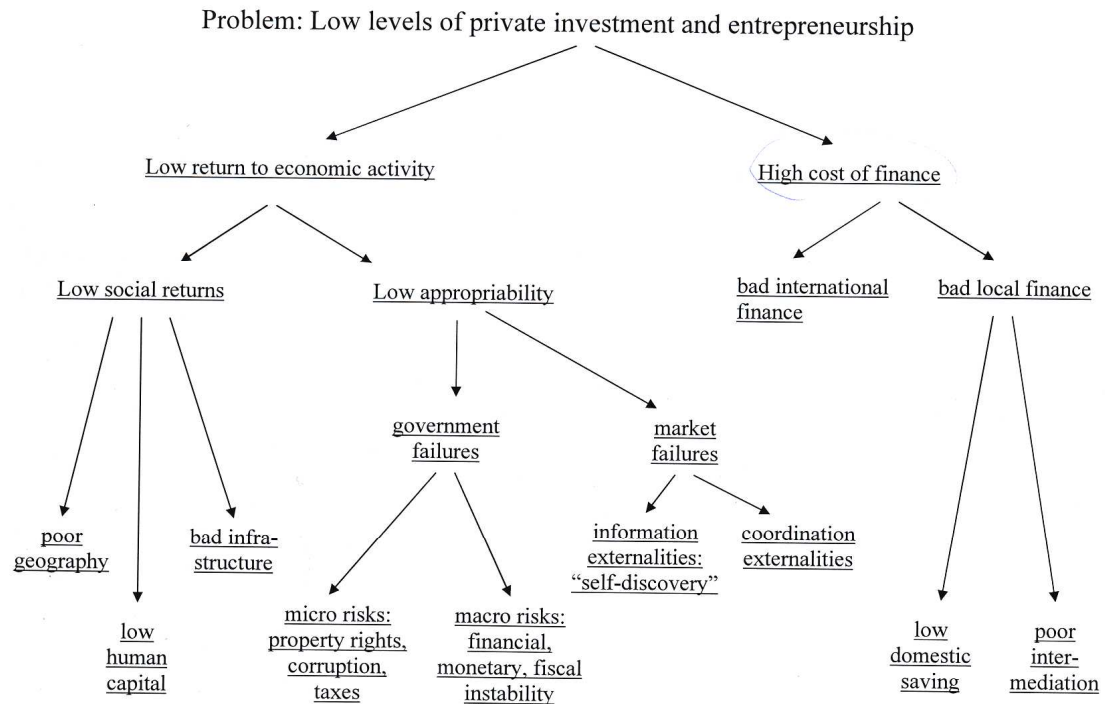 Problem: Low levels of private investment and entrepreneurship
Low return to economic activity
High cost of finance
Low social returns
Low appropriability
bad international
finance
bad local finance
government
failures
market
failures
poor
geography
bad infra-
structure
information
externalities:
“self-discovery”
coordination
externalities
low
human
capital
micro risks:
property rights,
corruption,
taxes
macro risks:
financial,
monetary, fiscal
instability
low
domestic
saving
poor
inter-
mediation